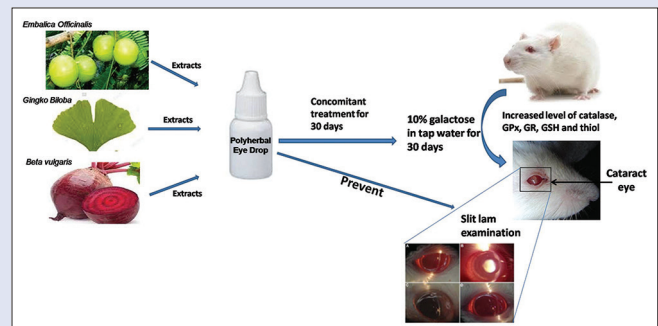 Embalica Officinalis
Extracts
Gingko Biloba
Extracts
Beta vulgaris
Extracts
Polyherbal
Eye Drop
Concomitant
treatment for
30 days
Prevent
10% galactose
in tap water for
30 days
Increased level of catalase,
GPx, GR, GSH and thiol
Cataract
eye
Slit lam
examination
A
B
C
D